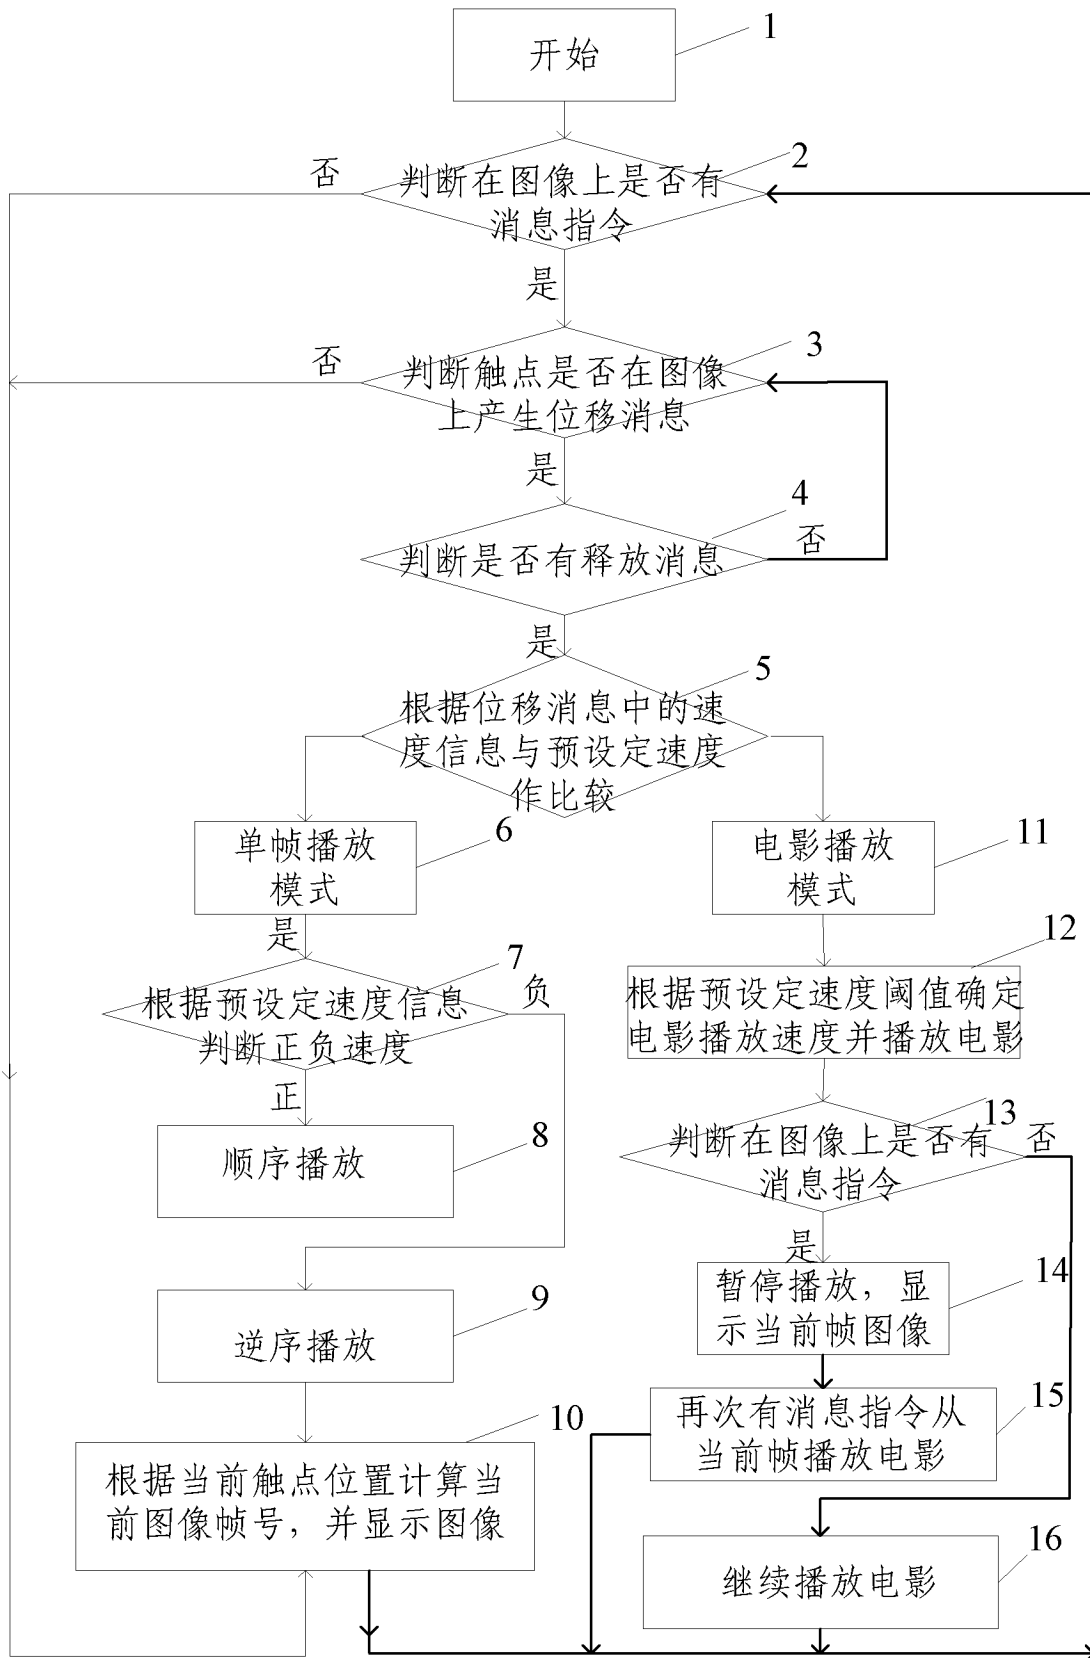 开始
1
判断在图像上是否有
消息指令
2
否
是
判断触点是否在图像
上产生位移消息
3
否
是
判断是否有释放消息
4
否
是
根据位移消息中的速
度信息与预设定速度
作比较
5
单帧播放
模式
6
电影播放
模式
11
是
根据预设定速度信息
判断正负速度
7
负
正
根据预设定速度阈值确定
电影播放速度并播放电影
12
顺序播放
8
判断在图像上是否有
消息指令
13
否
是
逆序播放
9
暂停播放，显
示当前帧图像
14
根据当前触点位置计算当
前图像帧号，并显示图像
10
再次有消息指令从
当前帧播放电影
15
继续播放电影
16